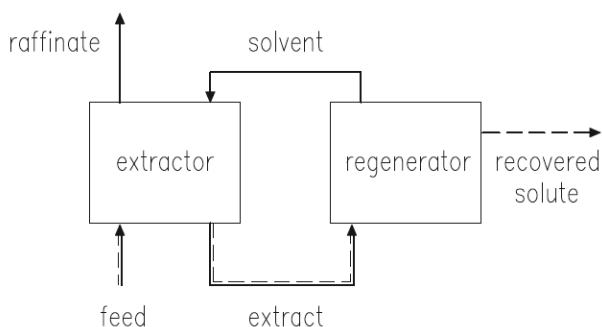 raffinate
solvent
extractor
regenerator
recovered
solute
feed
extract